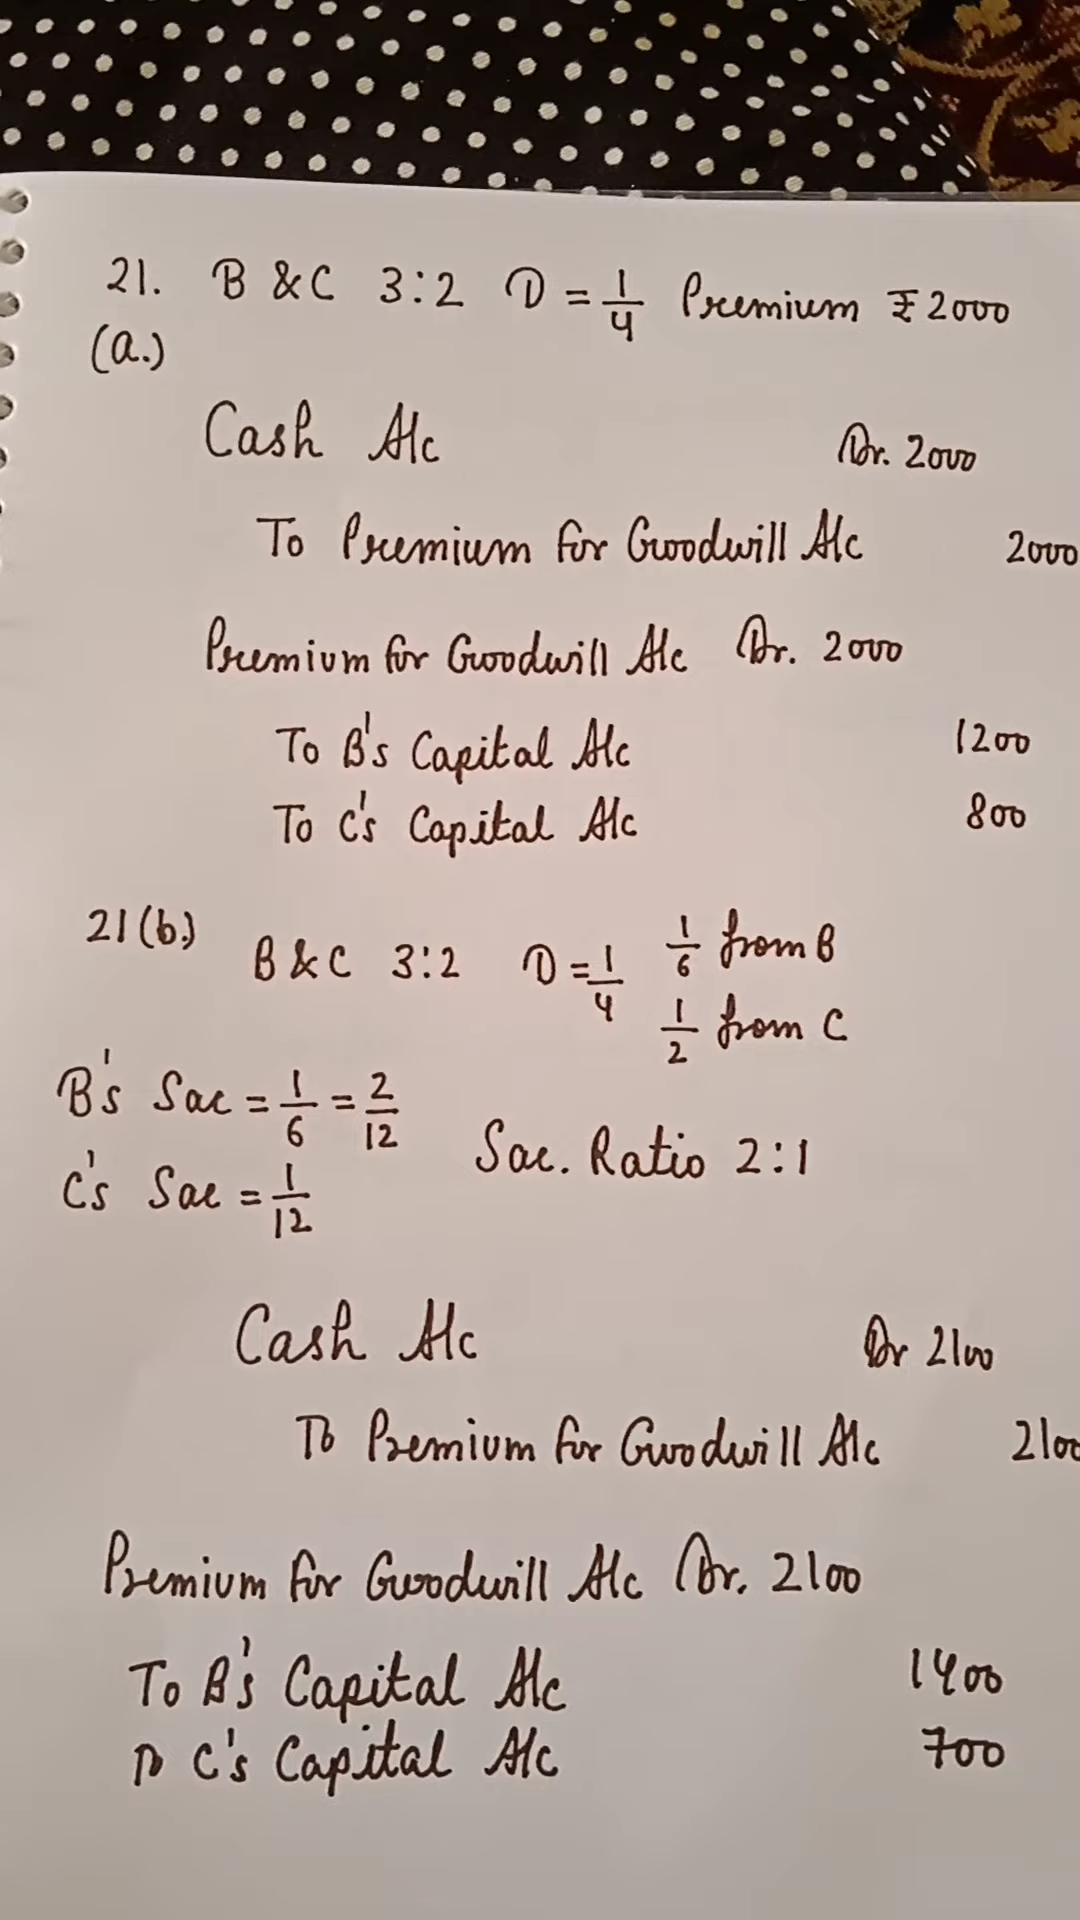 21. B & C 3:2 D = 1/4 Premium ₹ 2000
(a.)
Cash A/c Dr. 2000
To Premium for Goodwill A/c 2000
Premium for Goodwill A/c Dr. 2000
To B's Capital A/c 1200
To C's Capital A/c 800
21(b.) B & C 3:2 D = 1/4 1/6 from B
1/2 from C
B's Sac = 1/6 = 2/12
C's Sac = 1/12
Sac. Ratio 2:1
Cash A/c Dr 2100
To Premium for Goodwill A/c 2100
Premium for Goodwill A/c Dr. 2100
To B's Capital A/c 1400
To C's Capital A/c 700